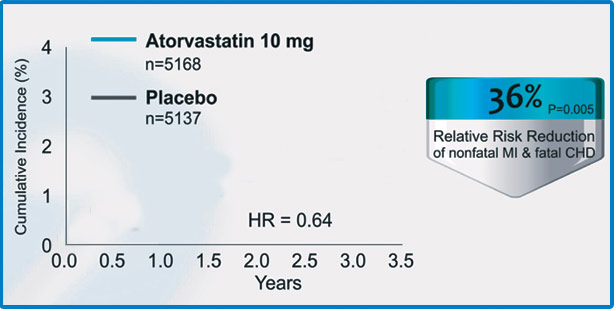 Cumulative Incidence (%)
4
3
2
1
0
Atorvastatin 10 mg
n=5168
Placebo
n=5137
HR = 0.64
0.0 0.5 1.0 1.5 2.0 2.5 3.0 3.5
Years
36% P=0.005
Relative Risk Reduction
of nonfatal MI & fatal CHD